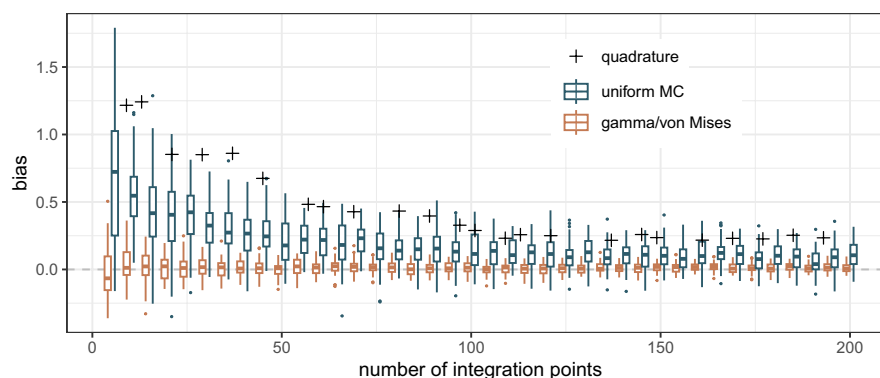 1.5
1.0
0.5
0.0
bias
quadrature
uniform MC
gamma/von Mises
0
50
100
150
200
number of integration points